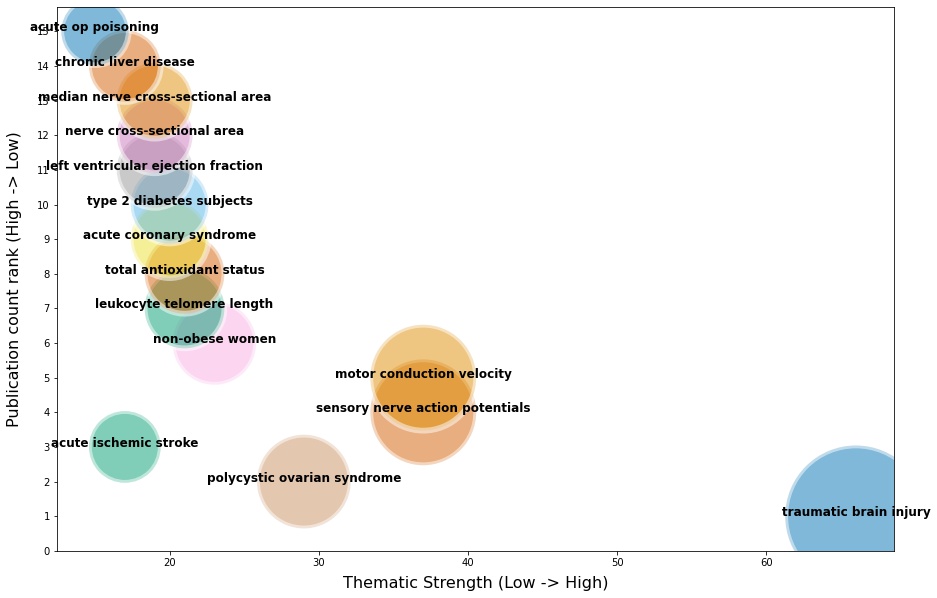 15
acute op poisoning
14
chronic liver disease
13
median nerve cross-sectional area
12
nerve cross-sectional area
11
left ventricular ejection fraction
10
type 2 diabetes subjects
9
acute coronary syndrome
8
total antioxidant status
7
leukocyte telomere length
6
non-obese women
5
motor conduction velocity
4
sensory nerve action potentials
3
acute ischemic stroke
2
polycystic ovarian syndrome
1
traumatic brain injury
0
Publication count rank (High -> Low)
20 30 40 50 60
Thematic Strength (Low -> High)